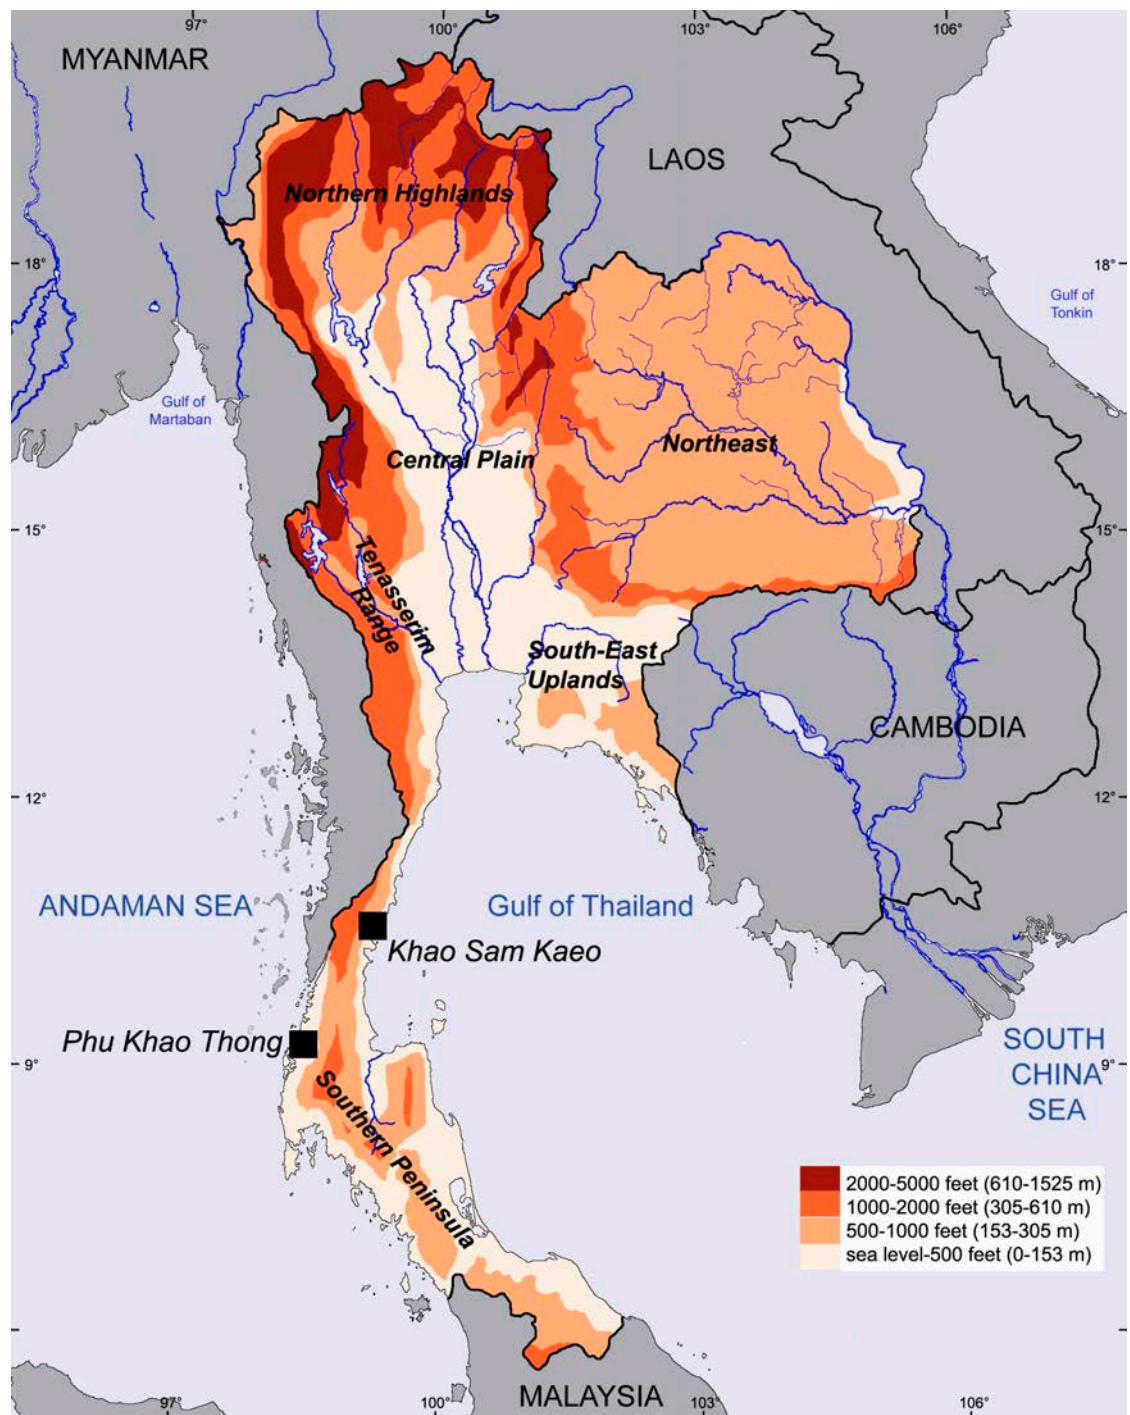 97°
100°
103°
106°
MYANMAR
LAOS
Northern Highlands
18°
18°
Gulf of
Tonkin
Gulf of
Martaban
Northeast
Central Plain
15°
15°
Tenasserim
Range
South-East
Uplands
CAMBODIA
12°
12°
ANDAMAN SEA
Gulf of Thailand
Khao Sam Kaeo
Phu Khao Thong
SOUTH
CHINA
SEA
9°
9°
Southern Peninsula
2000-5000 feet (610-1525 m)
1000-2000 feet (305-610 m)
500-1000 feet (153-305 m)
sea level-500 feet (0-153 m)
MALAYSIA
97°
100°
103°
106°